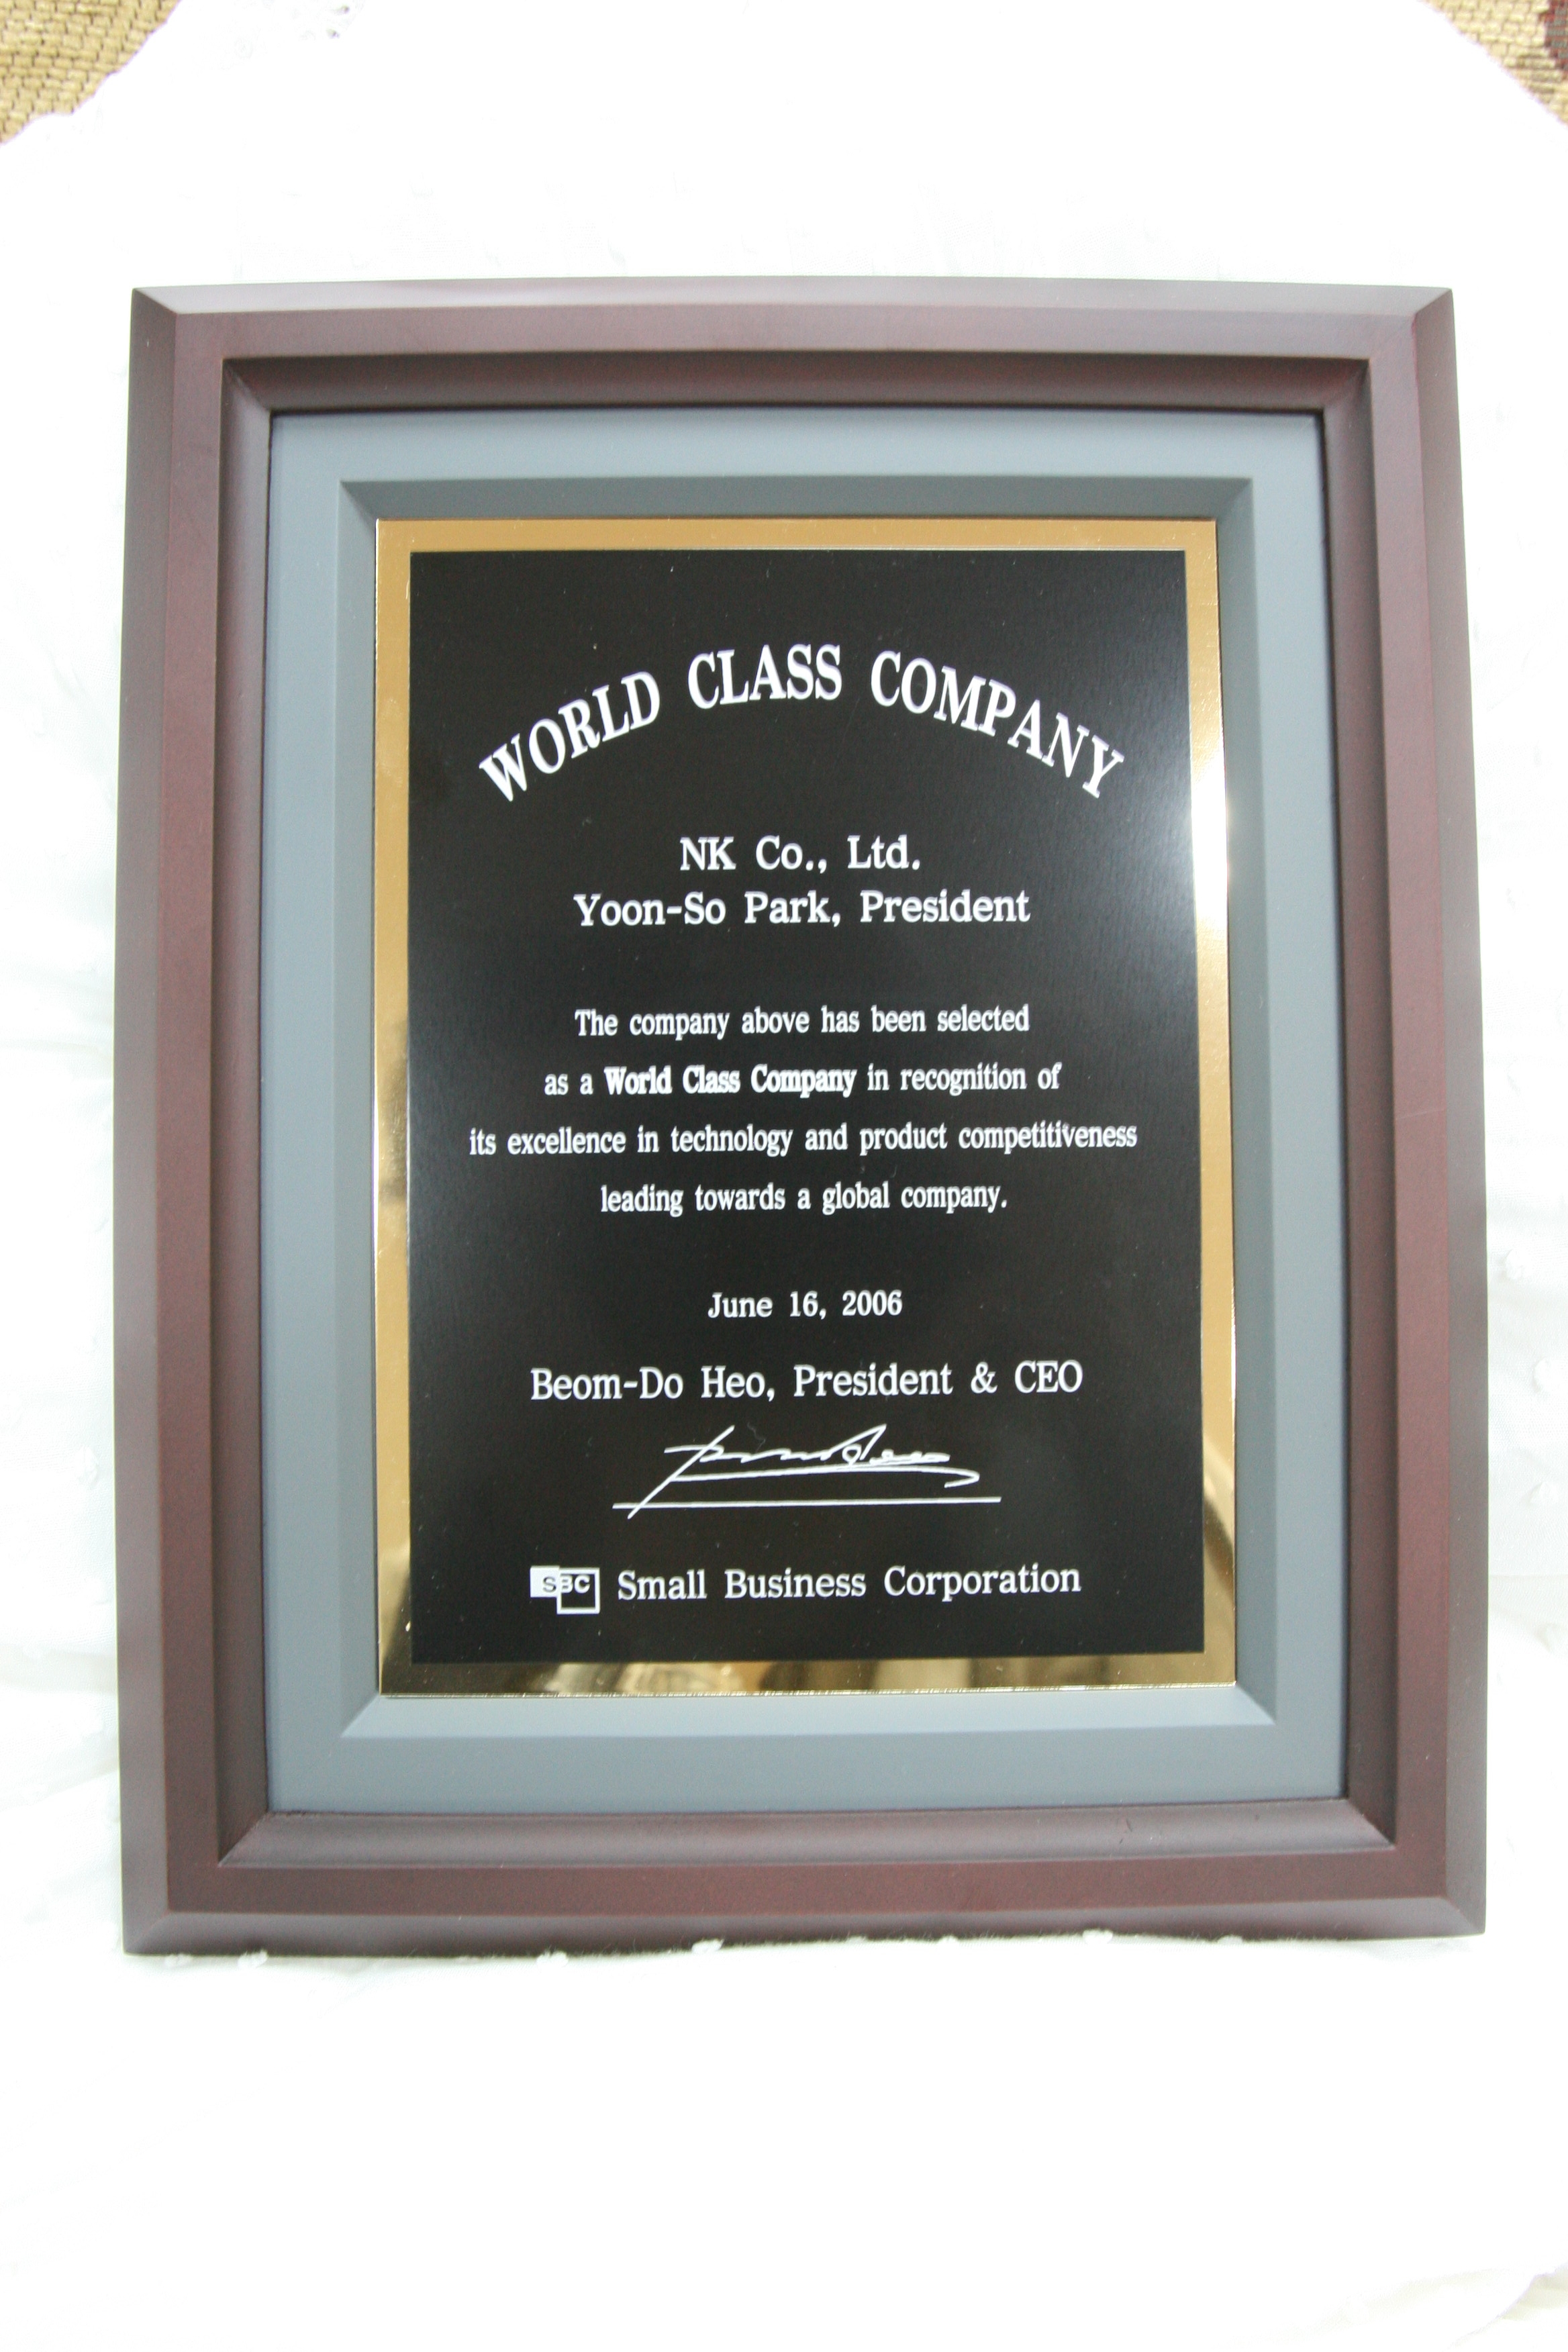 WORLD CLASS COMPANY
NK Co., Ltd.
Yoon-So Park, President
The company above has been selected
as a World Class Company in recognition of
its excellence in technology and product competitiveness
leading towards a global company.
June 16, 2006
Beom-Do Heo, President & CEO
SBC Small Business Corporation